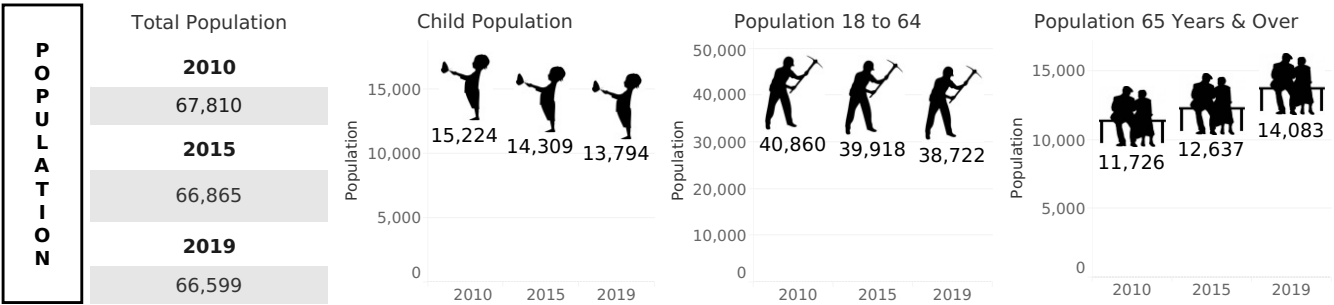 POPULATION
Total Population
2010
67,810
2015
66,865
2019
66,599
Child Population
Population
15,000
10,000
5,000
0
15,224
14,309
13,794
2010 2015 2019
Population 18 to 64
Population
50,000
40,000
30,000
20,000
10,000
0
40,860
39,918
38,722
2010 2015 2019
Population 65 Years & Over
Population
15,000
10,000
5,000
0
11,726
12,637
14,083
2010 2015 2019